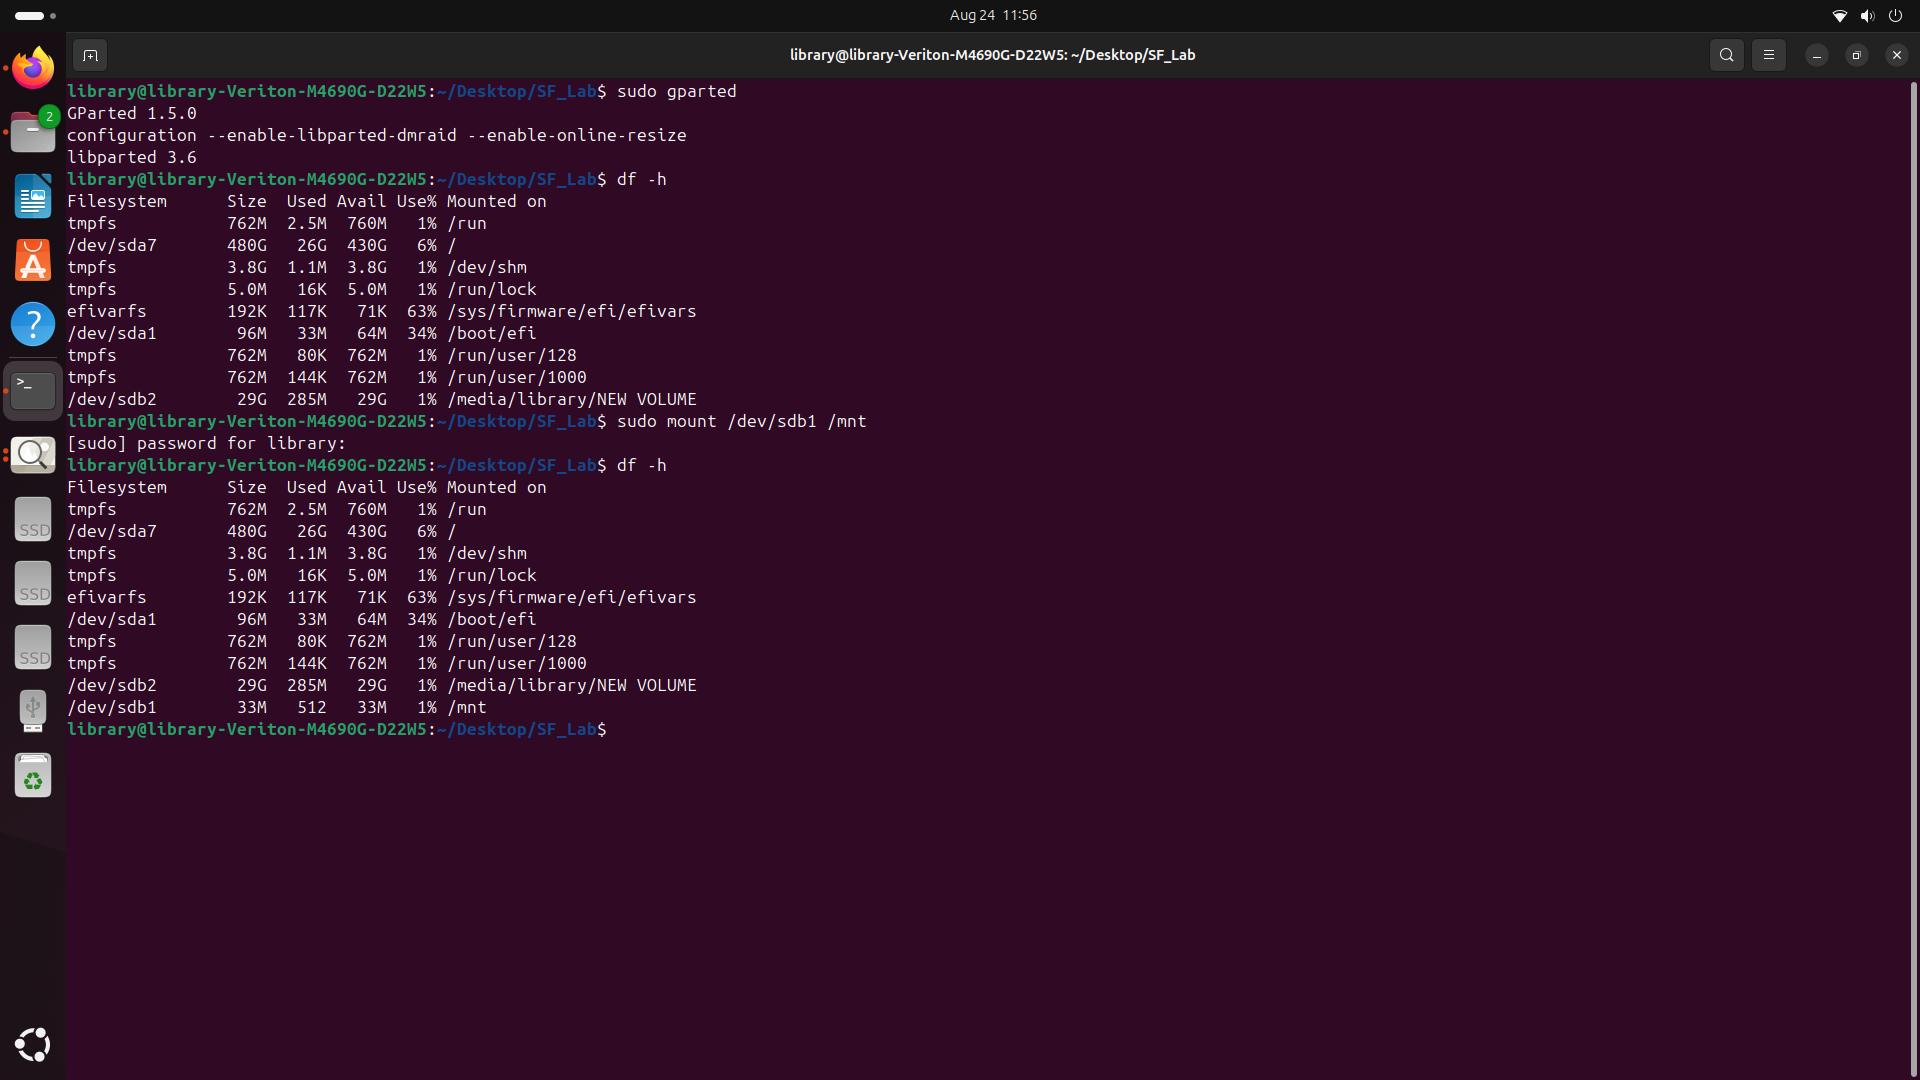 Aug 24 11:56
library@library-Veriton-M4690G-D22W5: ~/Desktop/SF_Lab
library@library-Veriton-M4690G-D22W5:~/Desktop/SF_Lab$ sudo gparted
GParted 1.5.0
configuration --enable-libparted-dmraid --enable-online-resize
libparted 3.6
library@library-Veriton-M4690G-D22W5:~/Desktop/SF_Lab$ df -h
Filesystem      Size  Used Avail Use% Mounted on
tmpfs           762M  2.5M  760M   1% /run
/dev/sda7       480G   26G  430G   6% /
tmpfs           3.8G  1.1M  3.8G   1% /dev/shm
tmpfs           5.0M   16K  5.0M   1% /run/lock
efivarfs        192K  117K   71K  63% /sys/firmware/efi/efivars
/dev/sda1        96M   33M   64M  34% /boot/efi
tmpfs           762M   80K  762M   1% /run/user/128
tmpfs           762M  144K  762M   1% /run/user/1000
/dev/sdb2        29G  285M   29G   1% /media/library/NEW VOLUME
library@library-Veriton-M4690G-D22W5:~/Desktop/SF_Lab$ sudo mount /dev/sdb1 /mnt
[sudo] password for library:
library@library-Veriton-M4690G-D22W5:~/Desktop/SF_Lab$ df -h
Filesystem      Size  Used Avail Use% Mounted on
tmpfs           762M  2.5M  760M   1% /run
/dev/sda7       480G   26G  430G   6% /
tmpfs           3.8G  1.1M  3.8G   1% /dev/shm
tmpfs           5.0M   16K  5.0M   1% /run/lock
efivarfs        192K  117K   71K  63% /sys/firmware/efi/efivars
/dev/sda1        96M   33M   64M  34% /boot/efi
tmpfs           762M   80K  762M   1% /run/user/128
tmpfs           762M  144K  762M   1% /run/user/1000
/dev/sdb2        29G  285M   29G   1% /media/library/NEW VOLUME
/dev/sdb1        33M   512   33M   1% /mnt
library@library-Veriton-M4690G-D22W5:~/Desktop/SF_Lab$
2
?
>_
SSD
SSD
SSD